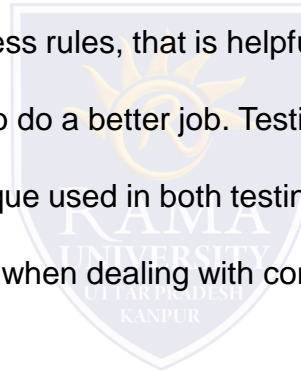 ess rules, that is helpfu
o do a better job. Testi
que used in both testin
when dealing with con
RAMA
UNIVERSITY
UTTAR PRADESH
KANPUR